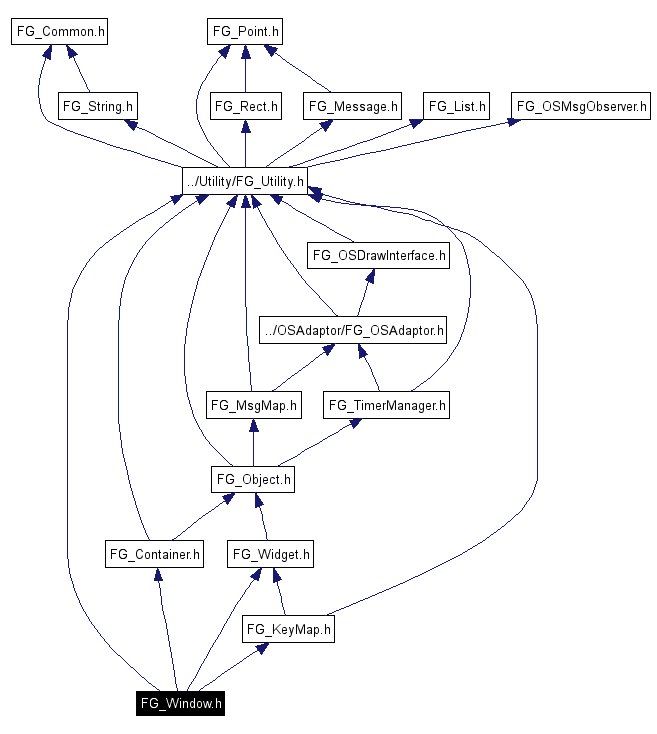 FG_Common.h
FG_Point.h
FG_String.h
FG_Rect.h
FG_Message.h
FG_List.h
FG_OSMsgObserver.h
../Utility/FG_Utility.h
FG_OSDrawInterface.h
../OSAdaptor/FG_OSAdaptor.h
FG_MsgMap.h
FG_TimerManager.h
FG_Object.h
FG_Container.h
FG_Widget.h
FG_KeyMap.h
FG_Window.h